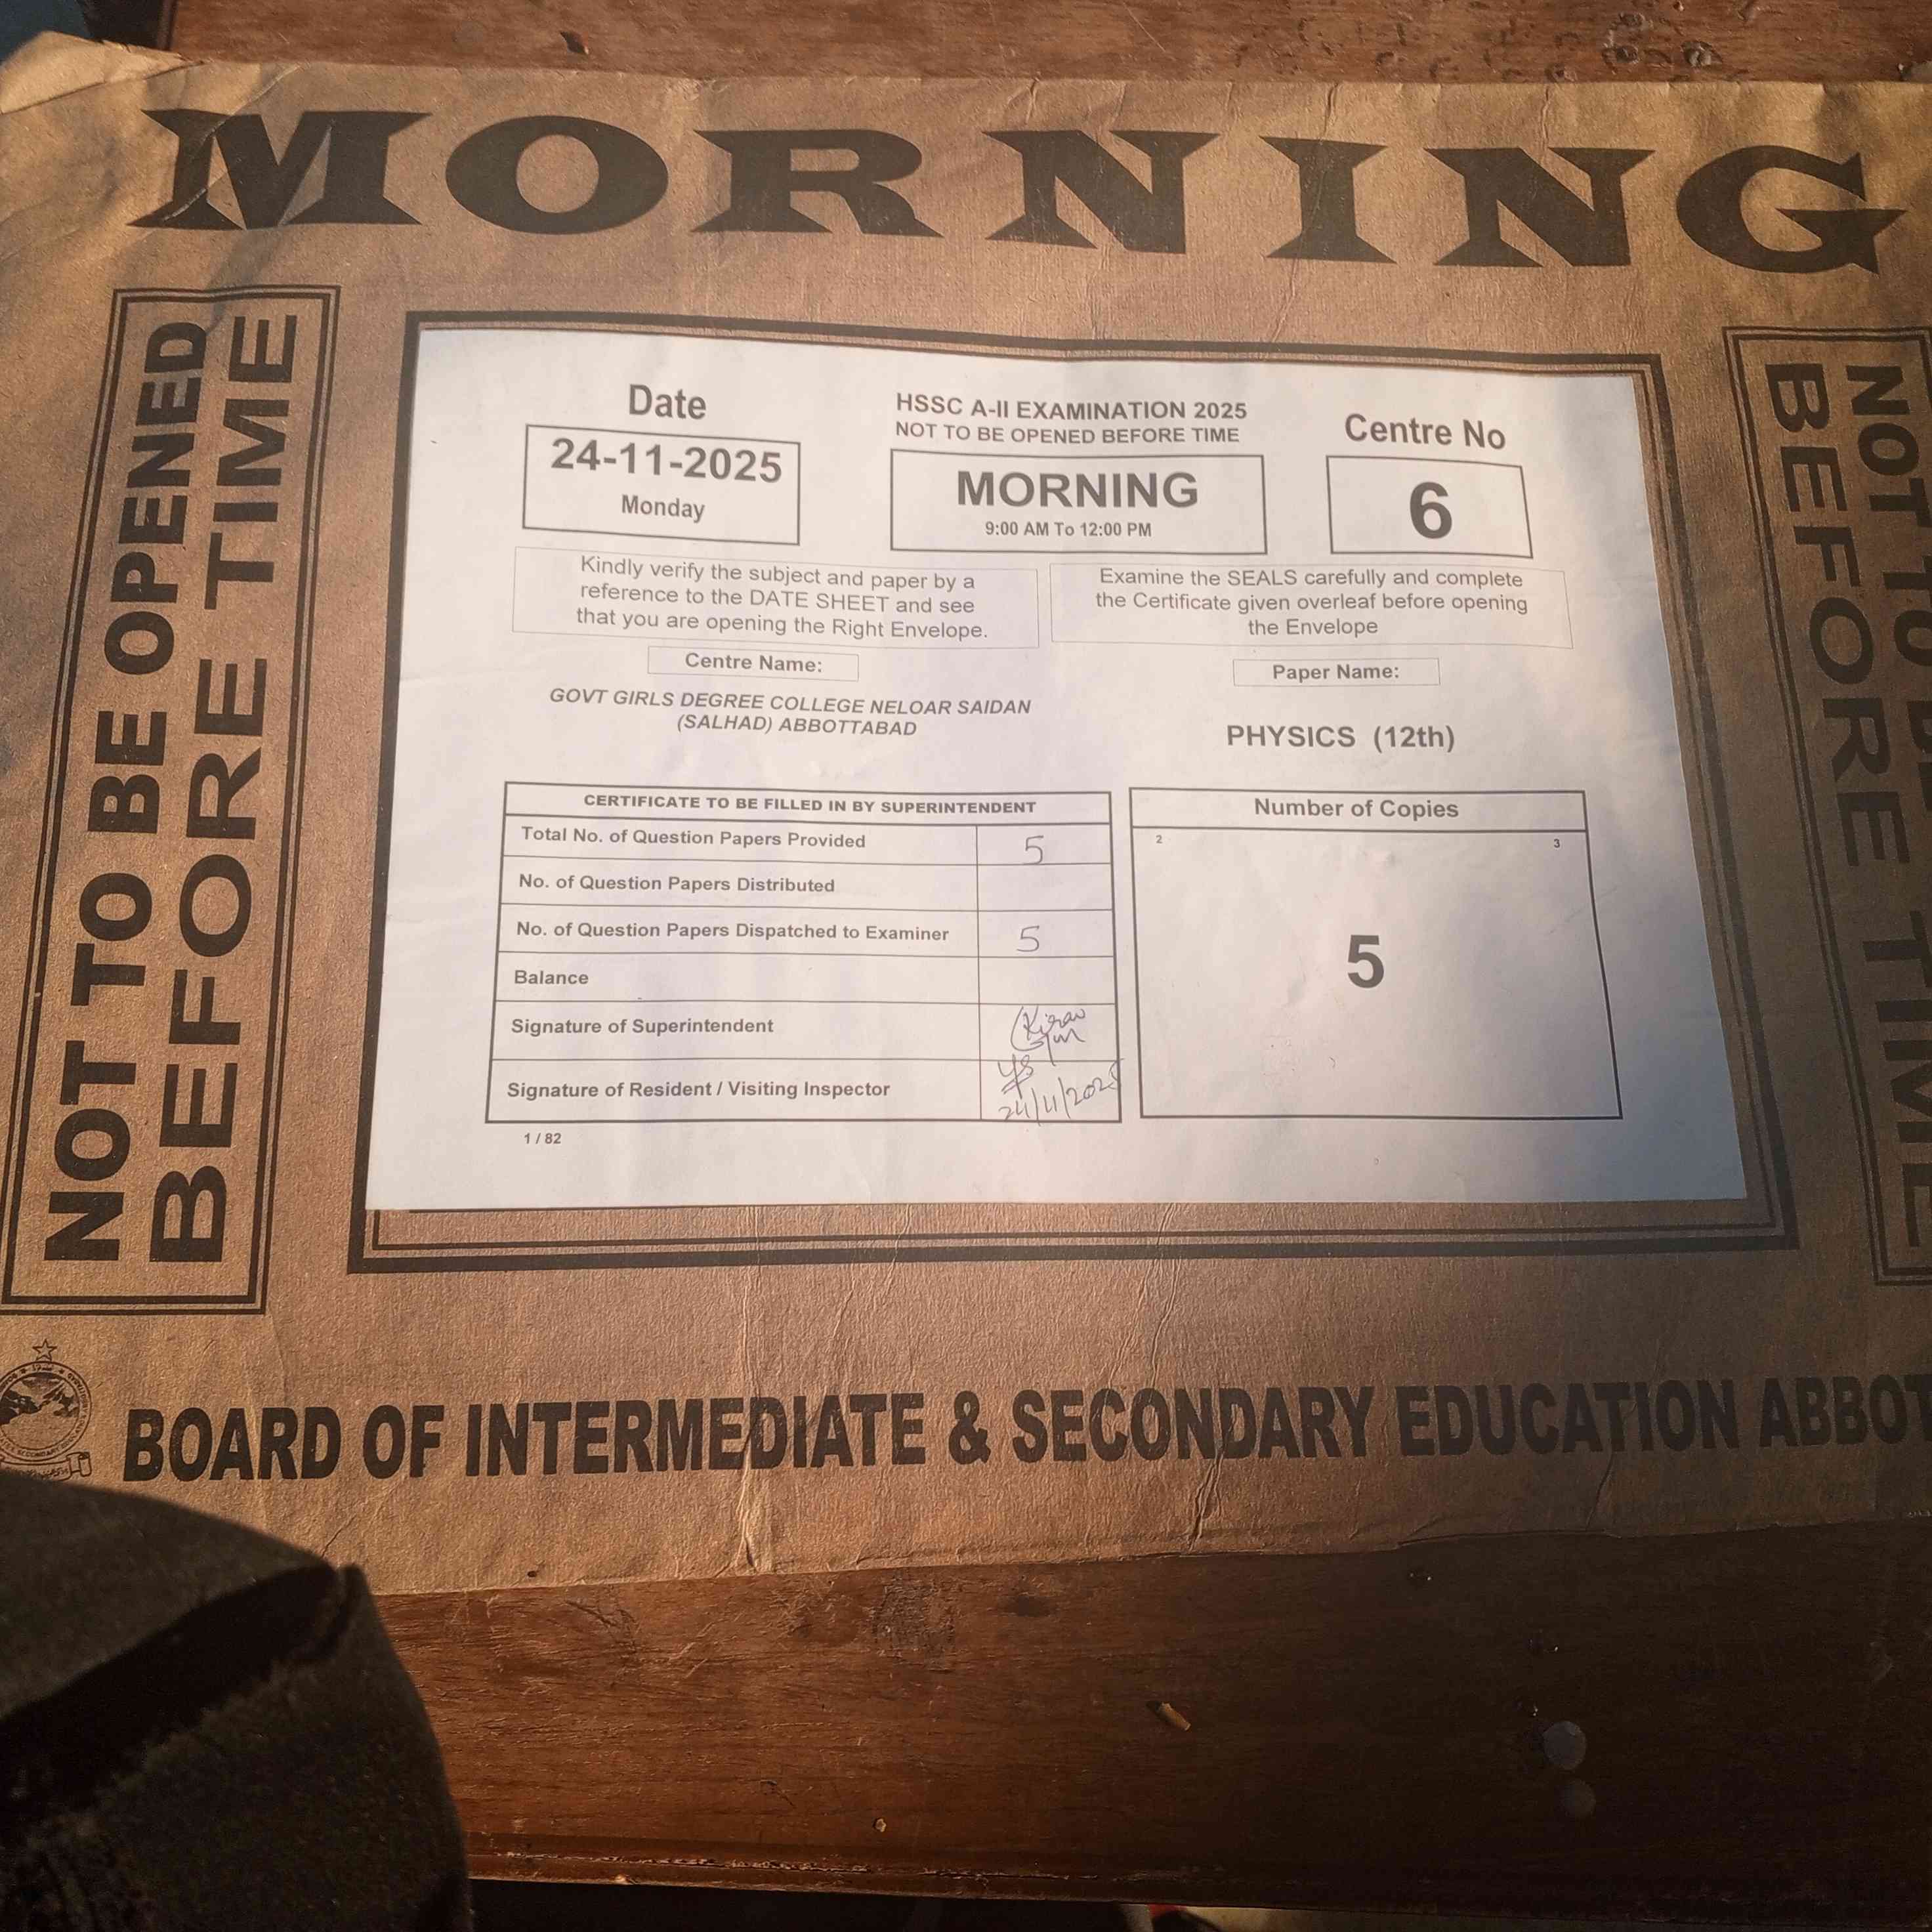 MORNING
NOT TO BE OPENED
BEFORE TIME
Date
24-11-2025
Monday
HSSC A-II EXAMINATION 2025
NOT TO BE OPENED BEFORE TIME
MORNING
9:00 AM To 12:00 PM
Centre No
6
Kindly verify the subject and paper by a
reference to the DATE SHEET and see
that you are opening the Right Envelope.
Examine the SEALS carefully and complete
the Certificate given overleaf before opening
the Envelope
Centre Name:
GOVT GIRLS DEGREE COLLEGE NELOAR SAIDAN
(SALHAD) ABBOTTABAD
Paper Name:
PHYSICS (12th)
CERTIFICATE TO BE FILLED IN BY SUPERINTENDENT
Total No. of Question Papers Provided 5
No. of Question Papers Distributed
No. of Question Papers Dispatched to Examiner 5
Balance
Signature of Superintendent Kiran
Signature of Resident / Visiting Inspector
24/11/2025
1 / 82
Number of Copies
2 3
5
NOT TO BE
BEFORE TIME
BOARD OF INTERMEDIATE & SECONDARY EDUCATION ABBOT